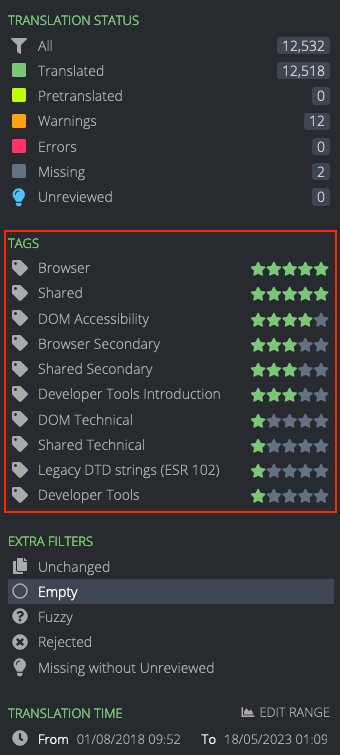 TRANSLATION STATUS
All 12,532
Translated 12,518
Pretranslated 0
Warnings 12
Errors 0
Missing 2
Unreviewed 0
TAGS
Browser
Shared
DOM Accessibility
Browser Secondary
Shared Secondary
Developer Tools Introduction
DOM Technical
Shared Technical
Legacy DTD strings (ESR 102)
Developer Tools
EXTRA FILTERS
Unchanged
Empty
Fuzzy
Rejected
Missing without Unreviewed
TRANSLATION TIME EDIT RANGE
From 01/08/2018 09:52 To 18/05/2023 01:09